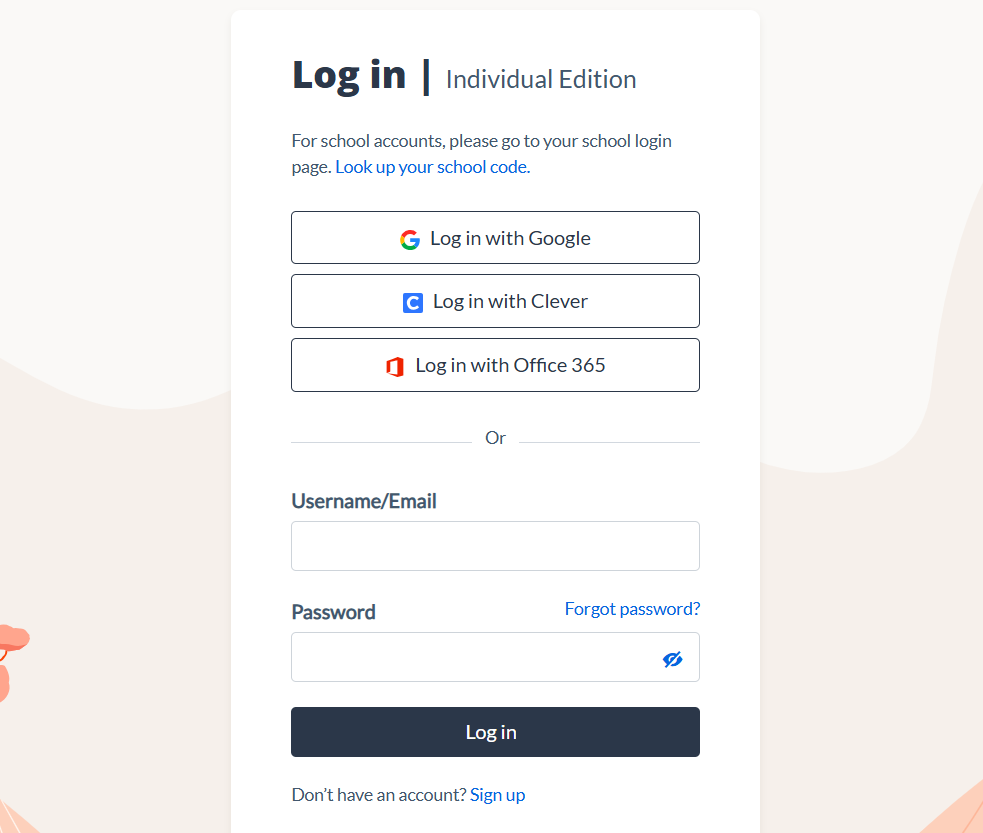 Log in | Individual Edition
For school accounts, please go to your school login
page. Look up your school code.
Log in with Google
Log in with Clever
Log in with Office 365
Or
Username/Email
Password
Forgot password?
Log in
Don’t have an account? Sign up